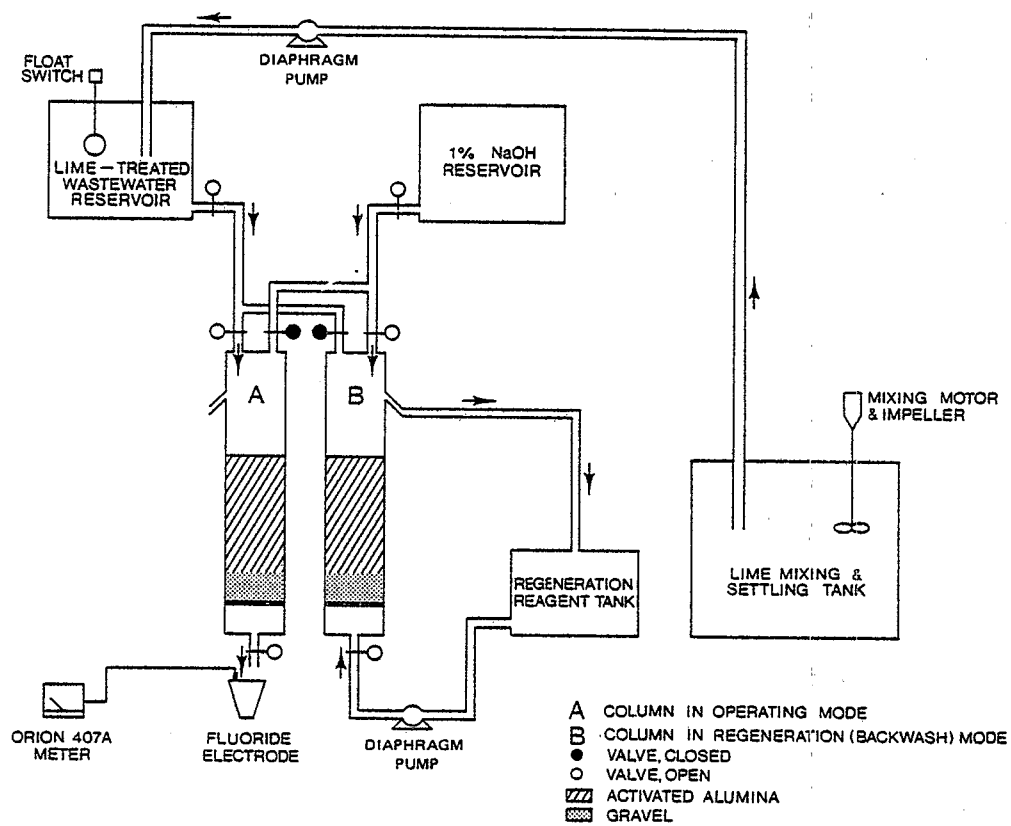 DIAPHRAGM
PUMP
FLOAT
SWITCH
LIME - TREATED
WASTEWATER
RESERVOIR
1% NaOH
RESERVOIR
A
B
MIXING MOTOR
& IMPELLER
REGENERATION
REAGENT TANK
LIME MIXING &
SETTLING TANK
ORION 407A
METER
FLUORIDE
ELECTRODE
DIAPHRAGM
PUMP
A COLUMN IN OPERATING MODE
B COLUMN IN REGENERATION (BACKWASH) MODE
VALVE, CLOSED
VALVE, OPEN
ACTIVATED ALUMINA
GRAVEL